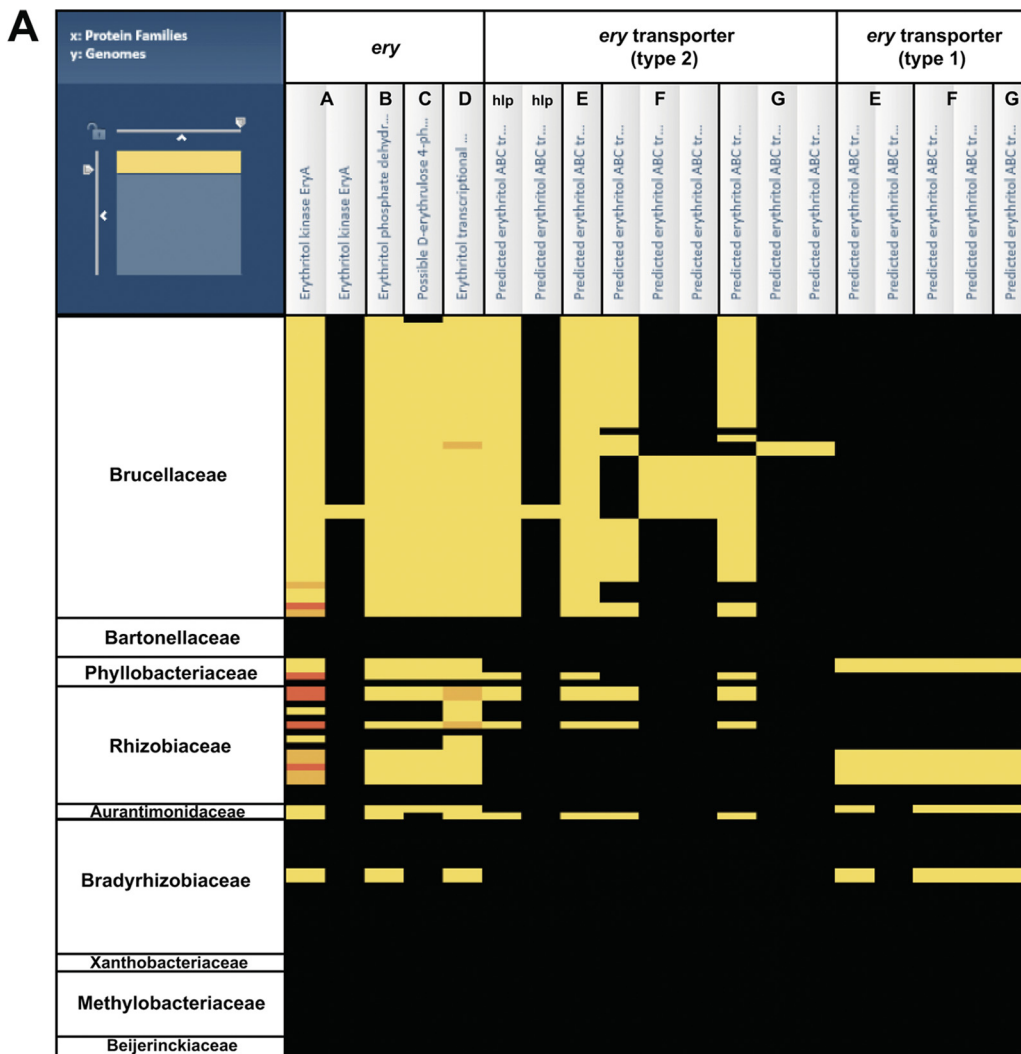 A
x: Protein Families
y: Genomes
ery
ery transporter
(type 2)
ery transporter
(type 1)
A B C D hlp hlp E F G E F G
Erythritol kinase EryA
Erythritol kinase EryA
Erythritol phosphate dehydr...
Possible D-erythrulose 4-ph...
Erythritol transcriptional ...
Predicted erythritol ABC tr...
Predicted erythritol ABC tr...
Predicted erythritol ABC tr...
Predicted erythritol ABC tr...
Predicted erythritol ABC tr...
Predicted erythritol ABC tr...
Predicted erythritol ABC tr...
Predicted erythritol ABC tr...
Predicted erythritol ABC tr...
Predicted erythritol ABC tr...
Predicted erythritol ABC tr...
Predicted erythritol ABC tr...
Predicted erythritol ABC tr...
Predicted erythritol ABC tr...
Brucellaceae
Bartonellaceae
Phyllobacteriaceae
Rhizobiaceae
Aurantimonidaceae
Bradyrhizobiaceae
Xanthobacteriaceae
Methylobacteriaceae
Beijerinckiaceae